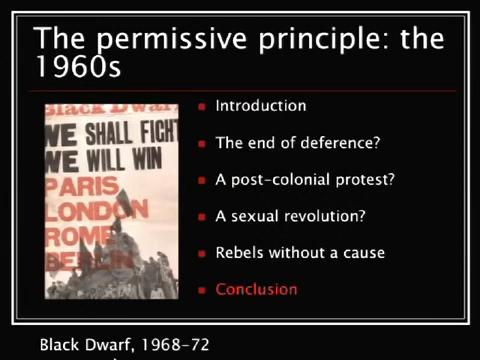 The permissive principle: the
1960s
Black Dwarf
WE SHALL FIGHT
WE WILL WIN
PARIS
LONDON
ROME
BERLIN
Introduction
The end of deference?
A post-colonial protest?
A sexual revolution?
Rebels without a cause
Conclusion
Black Dwarf, 1968-72